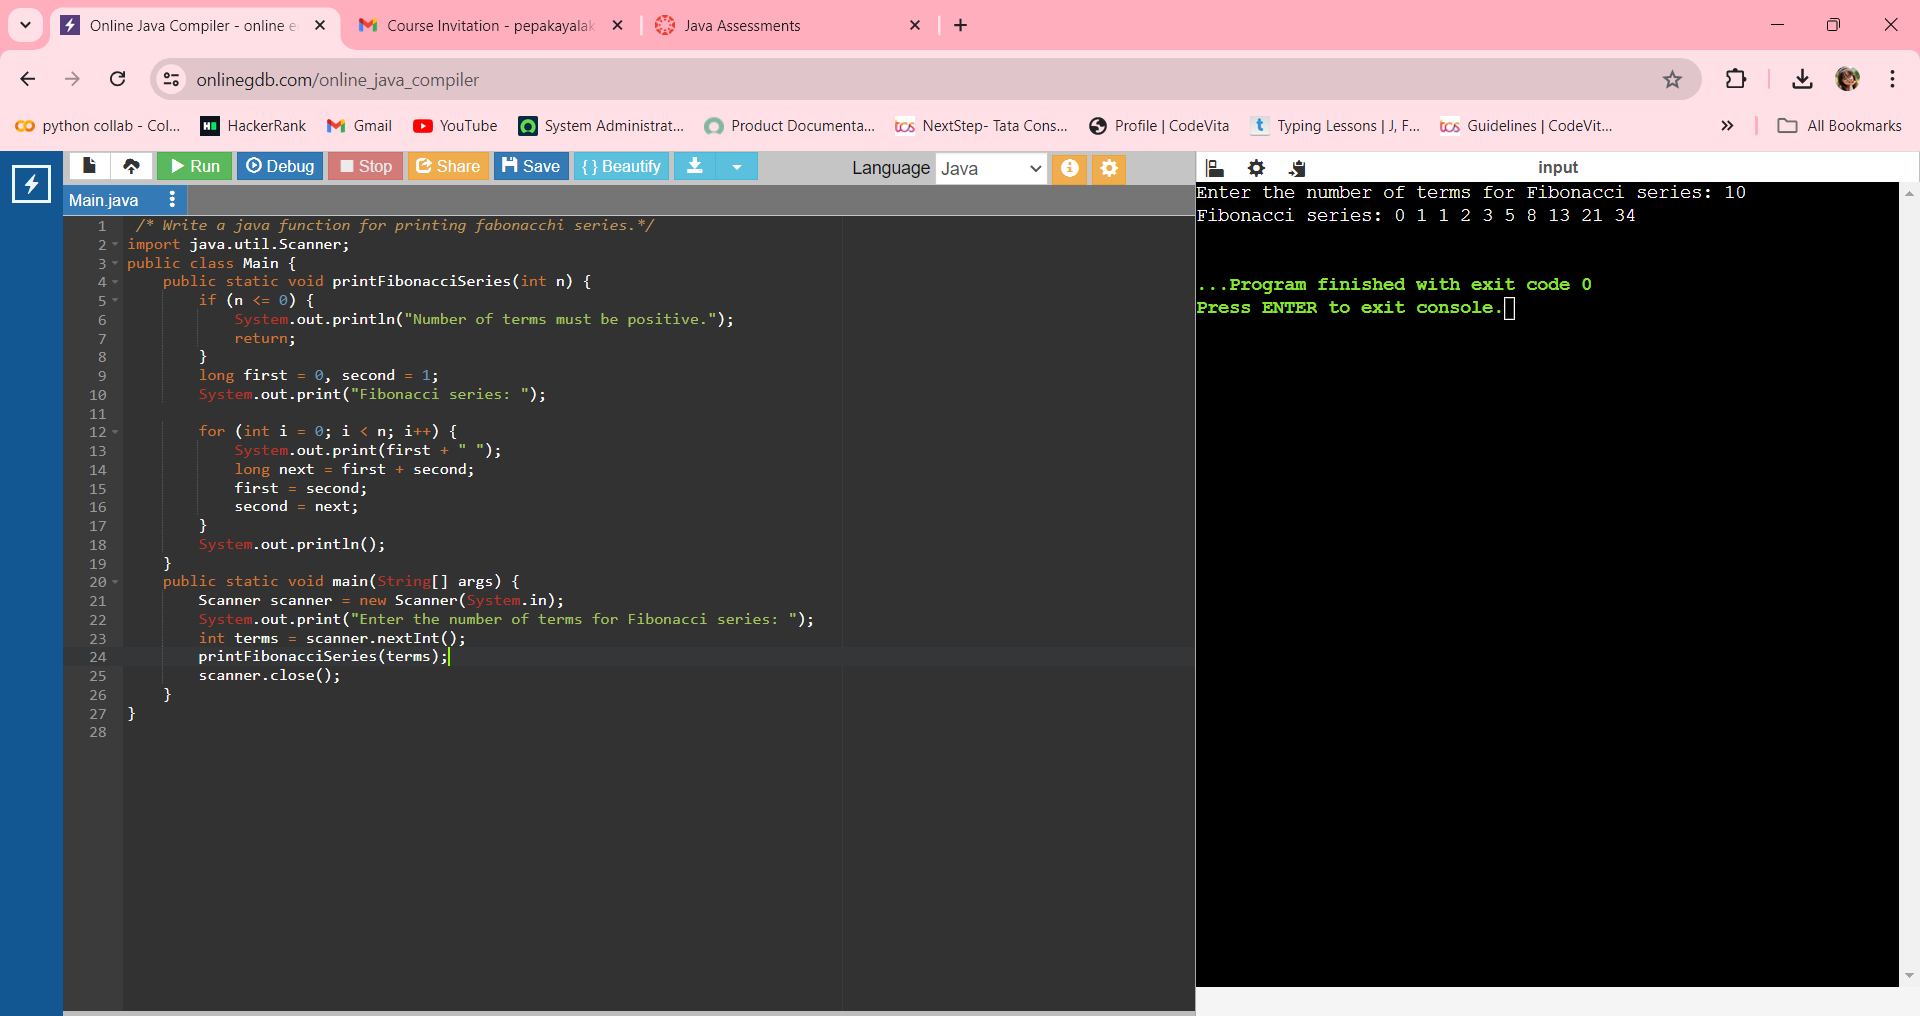 Online Java Compiler - online e
Course Invitation - pepakayalak
Java Assessments
onlinegdb.com/online_java_compiler
python collab - Col...
HackerRank
Gmail
YouTube
System Administrat...
Product Documenta...
NextStep- Tata Cons...
Profile | CodeVita
Typing Lessons | J, F...
Guidelines | CodeVit...
All Bookmarks
Run
Debug
Stop
Share
Save
{ } Beautify
Language Java
input
Main.java
1 /* Write a java function for printing fabonacchi series.*/
2 import java.util.Scanner;
3 public class Main {
4 public static void printFibonacciSeries(int n) {
5 if (n <= 0) {
6 System.out.println("Number of terms must be positive.");
7 return;
8 }
9 long first = 0, second = 1;
10 System.out.print("Fibonacci series: ");
11
12 for (int i = 0; i < n; i++) {
13 System.out.print(first + " ");
14 long next = first + second;
15 first = second;
16 second = next;
17 }
18 System.out.println();
19 }
20 public static void main(String[] args) {
21 Scanner scanner = new Scanner(System.in);
22 System.out.print("Enter the number of terms for Fibonacci series: ");
23 int terms = scanner.nextInt();
24 printFibonacciSeries(terms);
25 scanner.close();
26 }
27 }
28
Enter the number of terms for Fibonacci series: 10
Fibonacci series: 0 1 1 2 3 5 8 13 21 34
...Program finished with exit code 0
Press ENTER to exit console.